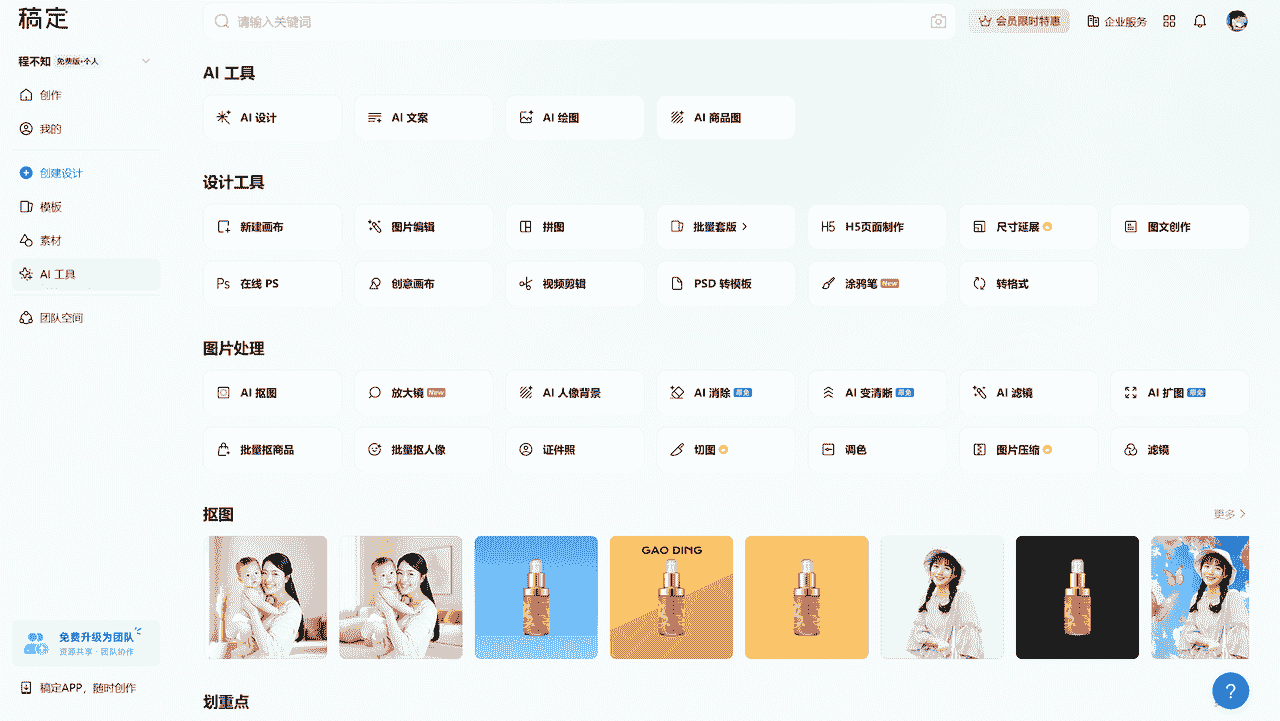 稿定
请输入关键词
会员限时特惠
企业服务
程不知 免费版•个人
创作
我的
创建设计
模板
素材
AI 工具
团队空间
免费升级为团队
资源共享 · 团队协作
稿定APP，随时创作
AI 工具
AI 设计
AI 文案
AI 绘图
AI 商品图
设计工具
新建画布
图片编辑
拼图
批量套版
H5 H5页面制作
尺寸延展
图文创作
Ps 在线 PS
创意画布
视频剪辑
PSD 转模板
涂鸦笔 New
转格式
图片处理
AI 抠图
放大镜 New
AI 人像背景
AI 消除 限免
AI 变清晰 限免
AI 滤镜
AI 扩图 限免
批量抠商品
批量抠人像
证件照
切图
调色
图片压缩
滤镜
抠图
更多
GAO DING
划重点
?